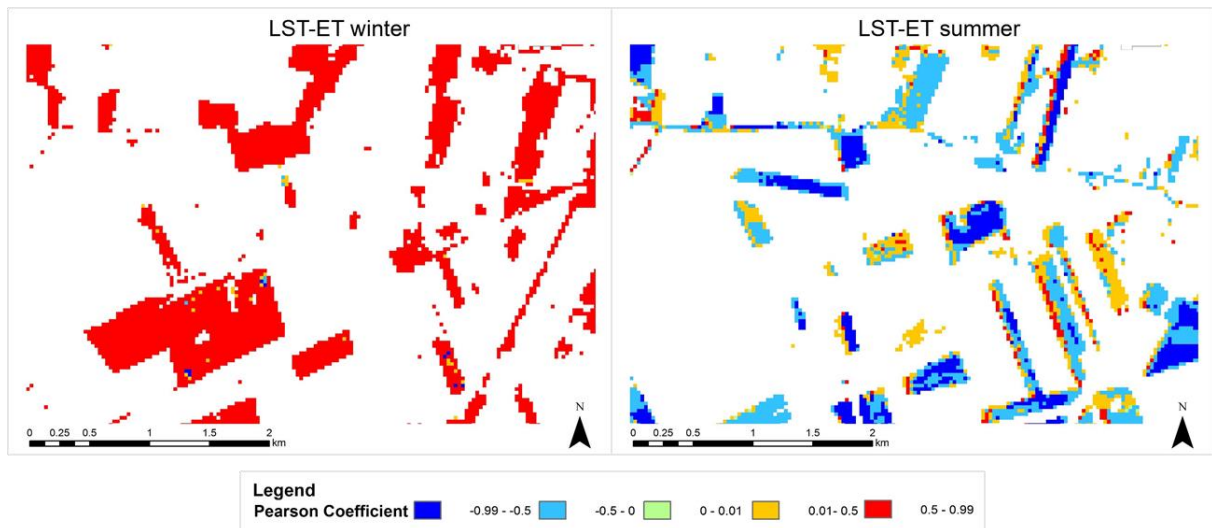 LST-ET winter
LST-ET summer
N
0 0.25 0.5 1 1.5 2
km
N
0 0.25 0.5 1 1.5 2
km
Legend
Pearson Coefficient -0.99 - -0.5 -0.5 - 0 0 - 0.01 0.01- 0.5 0.5 - 0.99